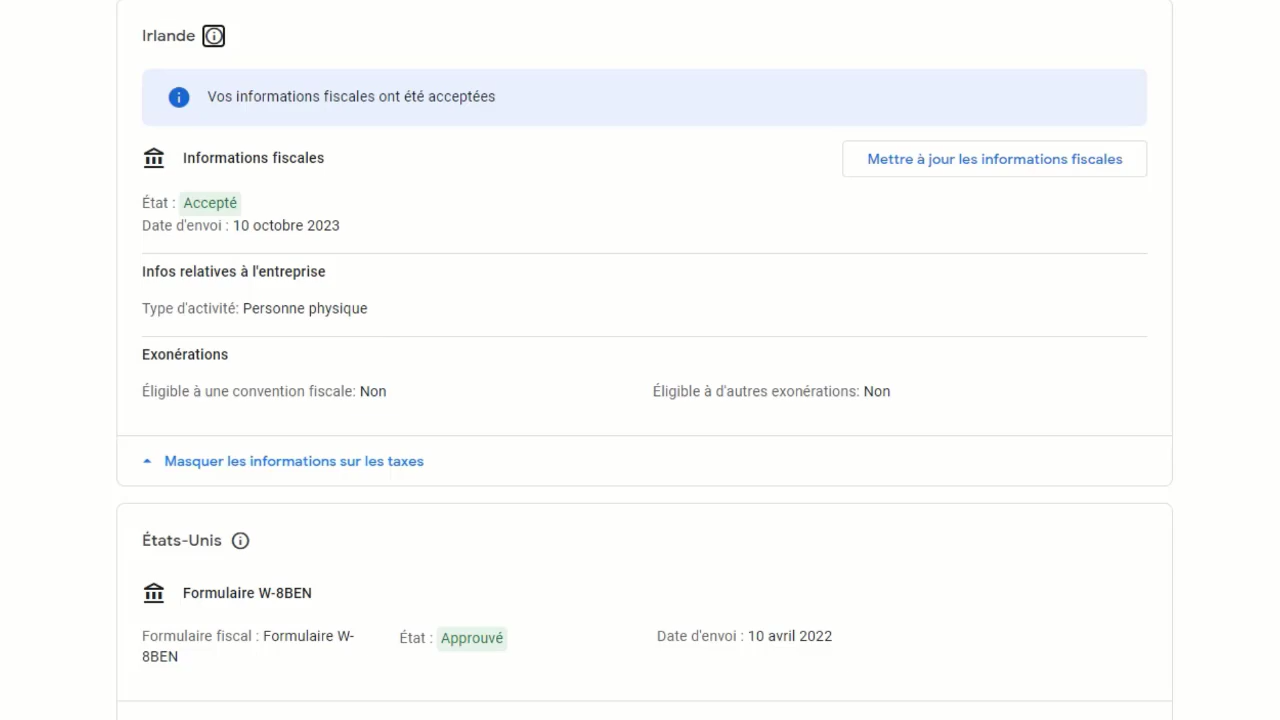 Irlande
Vos informations fiscales ont été acceptées
Informations fiscales
Mettre à jour les informations fiscales
État : Accepté
Date d'envoi : 10 octobre 2023
Infos relatives à l'entreprise
Type d'activité: Personne physique
Exonérations
Éligible à une convention fiscale: Non
Éligible à d'autres exonérations: Non
Masquer les informations sur les taxes
États-Unis
Formulaire W-8BEN
Formulaire fiscal : Formulaire W-
8BEN
État : Approuvé
Date d'envoi : 10 avril 2022